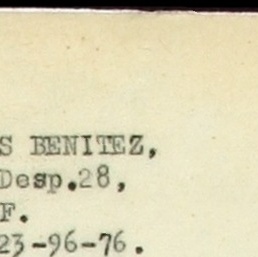 S BENITEZ,
Desp.28,
F.
23-96-76.